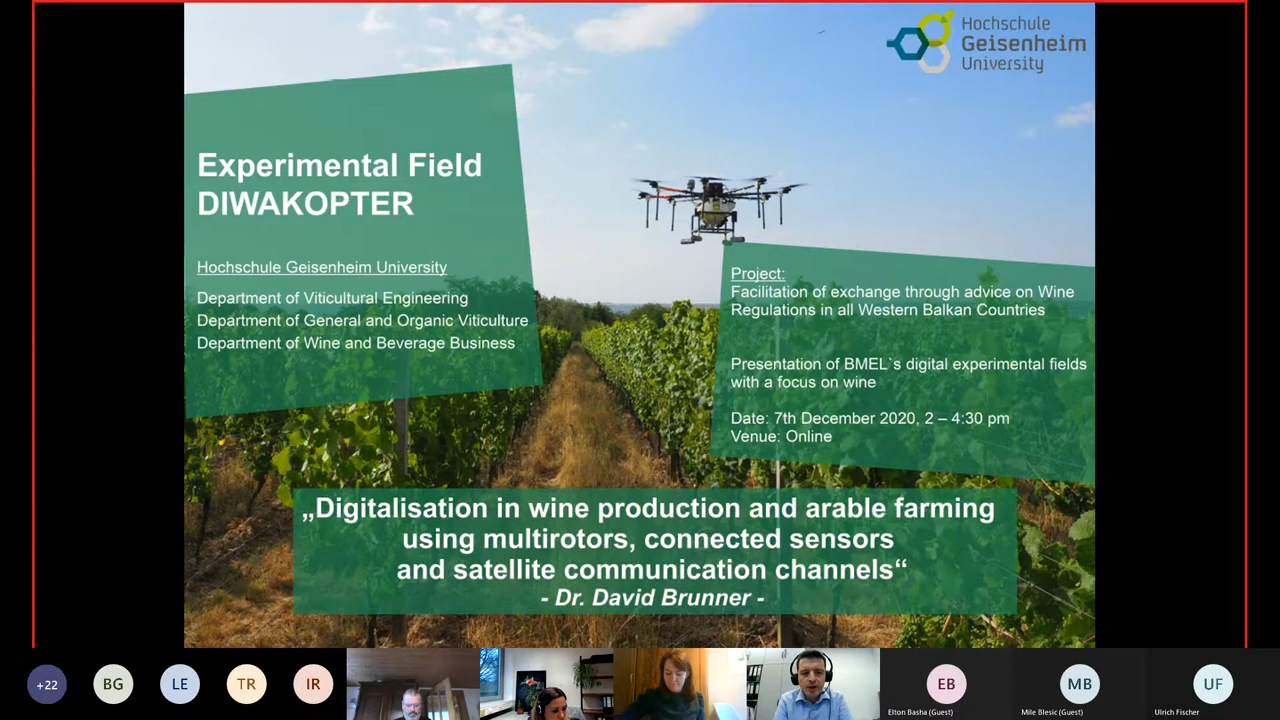 Hochschule
Geisenheim
University
Experimental Field
DIWAKOPTER
Hochschule Geisenheim University
Department of Viticultural Engineering
Department of General and Organic Viticulture
Department of Wine and Beverage Business
Project:
Facilitation of exchange through advice on Wine
Regulations in all Western Balkan Countries
Presentation of BMEL`s digital experimental fields
with a focus on wine
Date: 7th December 2020, 2 – 4:30 pm
Venue: Online
„Digitalisation in wine production and arable farming
using multirotors, connected sensors
and satellite communication channels“
- Dr. David Brunner -
+22
BG
LE
TR
IR
EB
MB
UF
Elton Basha (Guest)
Mile Blesic (Guest)
Ulrich Fischer